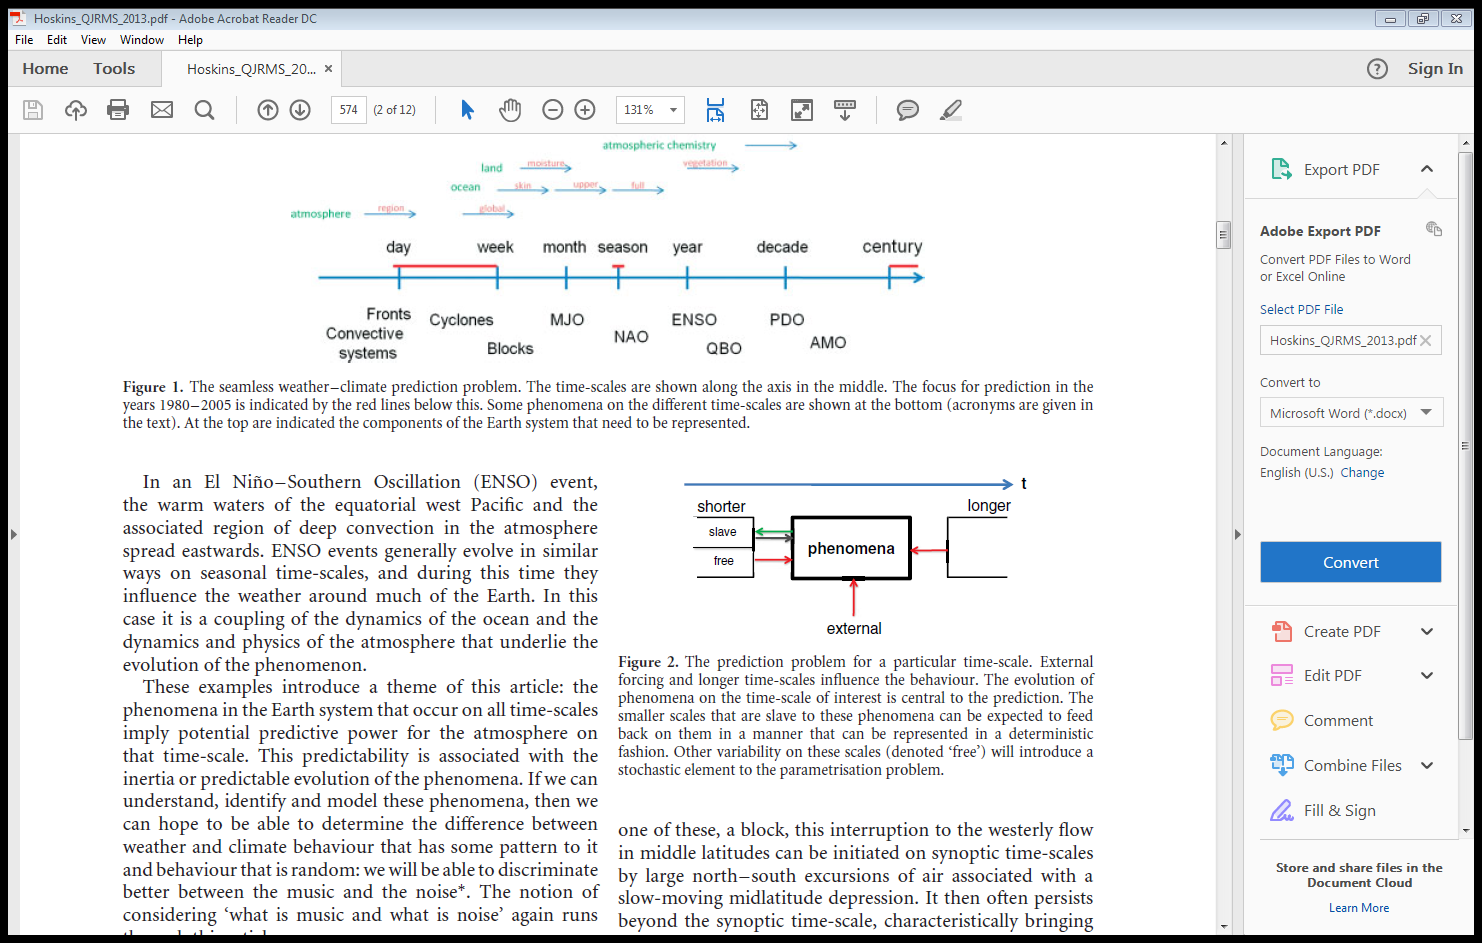 Hoskins_QJRMS_2013.pdf - Adobe Acrobat Reader DC
File Edit View Window Help
Home Tools Hoskins_QJRMS_20... × ? Sign In
574 (2 of 12) 131%
atmospheric chemistry
land moisture vegetation
ocean skin upper full
atmosphere region global
day week month season year decade century
Fronts Cyclones MJO ENSO PDO
Convective NAO AMO
systems Blocks QBO
Figure 1. The seamless weather–climate prediction problem. The time-scales are shown along the axis in the middle. The focus for prediction in the
years 1980–2005 is indicated by the red lines below this. Some phenomena on the different time-scales are shown at the bottom (acronyms are given in
the text). At the top are indicated the components of the Earth system that need to be represented.
In an El Niño–Southern Oscillation (ENSO) event,
the warm waters of the equatorial west Pacific and the
associated region of deep convection in the atmosphere
spread eastwards. ENSO events generally evolve in similar
ways on seasonal time-scales, and during this time they
influence the weather around much of the Earth. In this
case it is a coupling of the dynamics of the ocean and the
dynamics and physics of the atmosphere that underlie the
evolution of the phenomenon.
These examples introduce a theme of this article: the
phenomena in the Earth system that occur on all time-scales
imply potential predictive power for the atmosphere on
that time-scale. This predictability is associated with the
inertia or predictable evolution of the phenomena. If we can
understand, identify and model these phenomena, then we
can hope to be able to determine the difference between
weather and climate behaviour that has some pattern to it
and behaviour that is random: we will be able to discriminate
better between the music and the noise*. The notion of
considering ‘what is music and what is noise’ again runs
t
shorter longer
slave
free
phenomena
external
Figure 2. The prediction problem for a particular time-scale. External
forcing and longer time-scales influence the behaviour. The evolution of
phenomena on the time-scale of interest is central to the prediction. The
smaller scales that are slave to these phenomena can be expected to feed
back on them in a manner that can be represented in a deterministic
fashion. Other variability on these scales (denoted ‘free’) will introduce a
stochastic element to the parametrisation problem.
one of these, a block, this interruption to the westerly flow
in middle latitudes can be initiated on synoptic time-scales
by large north–south excursions of air associated with a
slow-moving midlatitude depression. It then often persists
beyond the synoptic time-scale, characteristically bringing
Export PDF
Adobe Export PDF
Convert PDF Files to Word
or Excel Online
Select PDF File
Hoskins_QJRMS_2013.pdf ×
Convert to
Microsoft Word (*.docx)
Document Language:
English (U.S.) Change
Convert
Create PDF
Edit PDF
Comment
Combine Files
Fill & Sign
Store and share files in the
Document Cloud
Learn More